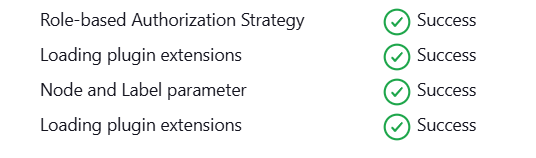 Role-based Authorization Strategy Success
Loading plugin extensions Success
Node and Label parameter Success
Loading plugin extensions Success